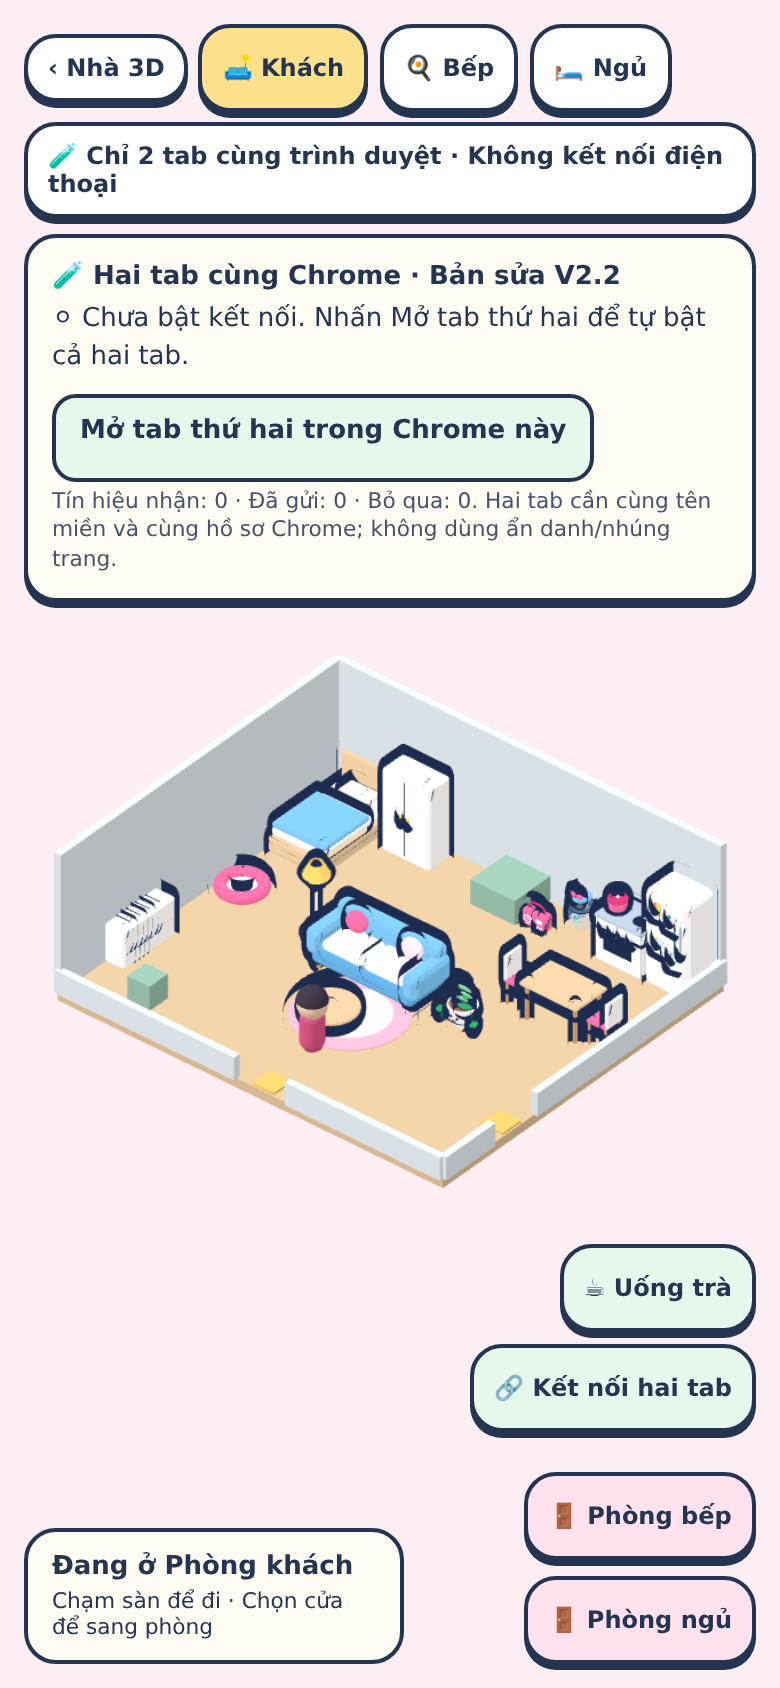 ‹ Nhà 3D
🛋️ Khách
🍳 Bếp
🛏️ Ngủ
🧪 Chỉ 2 tab cùng trình duyệt · Không kết nối điện
thoại
🧪 Hai tab cùng Chrome · Bản sửa V2.2
⚪ Chưa bật kết nối. Nhấn Mở tab thứ hai để tự bật
cả hai tab.
Mở tab thứ hai trong Chrome này
Tín hiệu nhận: 0 · Đã gửi: 0 · Bỏ qua: 0. Hai tab cần cùng tên
miền và cùng hồ sơ Chrome; không dùng ẩn danh/nhúng
trang.
☕ Uống trà
🔗 Kết nối hai tab
🚪 Phòng bếp
Đang ở Phòng khách
Chạm sàn để đi · Chọn cửa
để sang phòng
🚪 Phòng ngủ